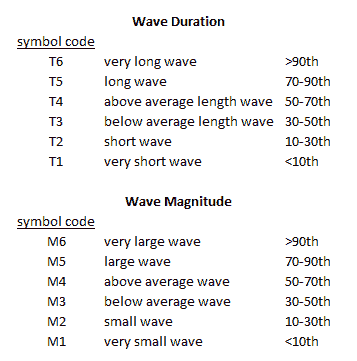 Wave Duration
symbol code
T6 very long wave >90th
T5 long wave 70-90th
T4 above average length wave 50-70th
T3 below average length wave 30-50th
T2 short wave 10-30th
T1 very short wave <10th
Wave Magnitude
symbol code
M6 very large wave >90th
M5 large wave 70-90th
M4 above average wave 50-70th
M3 below average wave 30-50th
M2 small wave 10-30th
M1 very small wave <10th